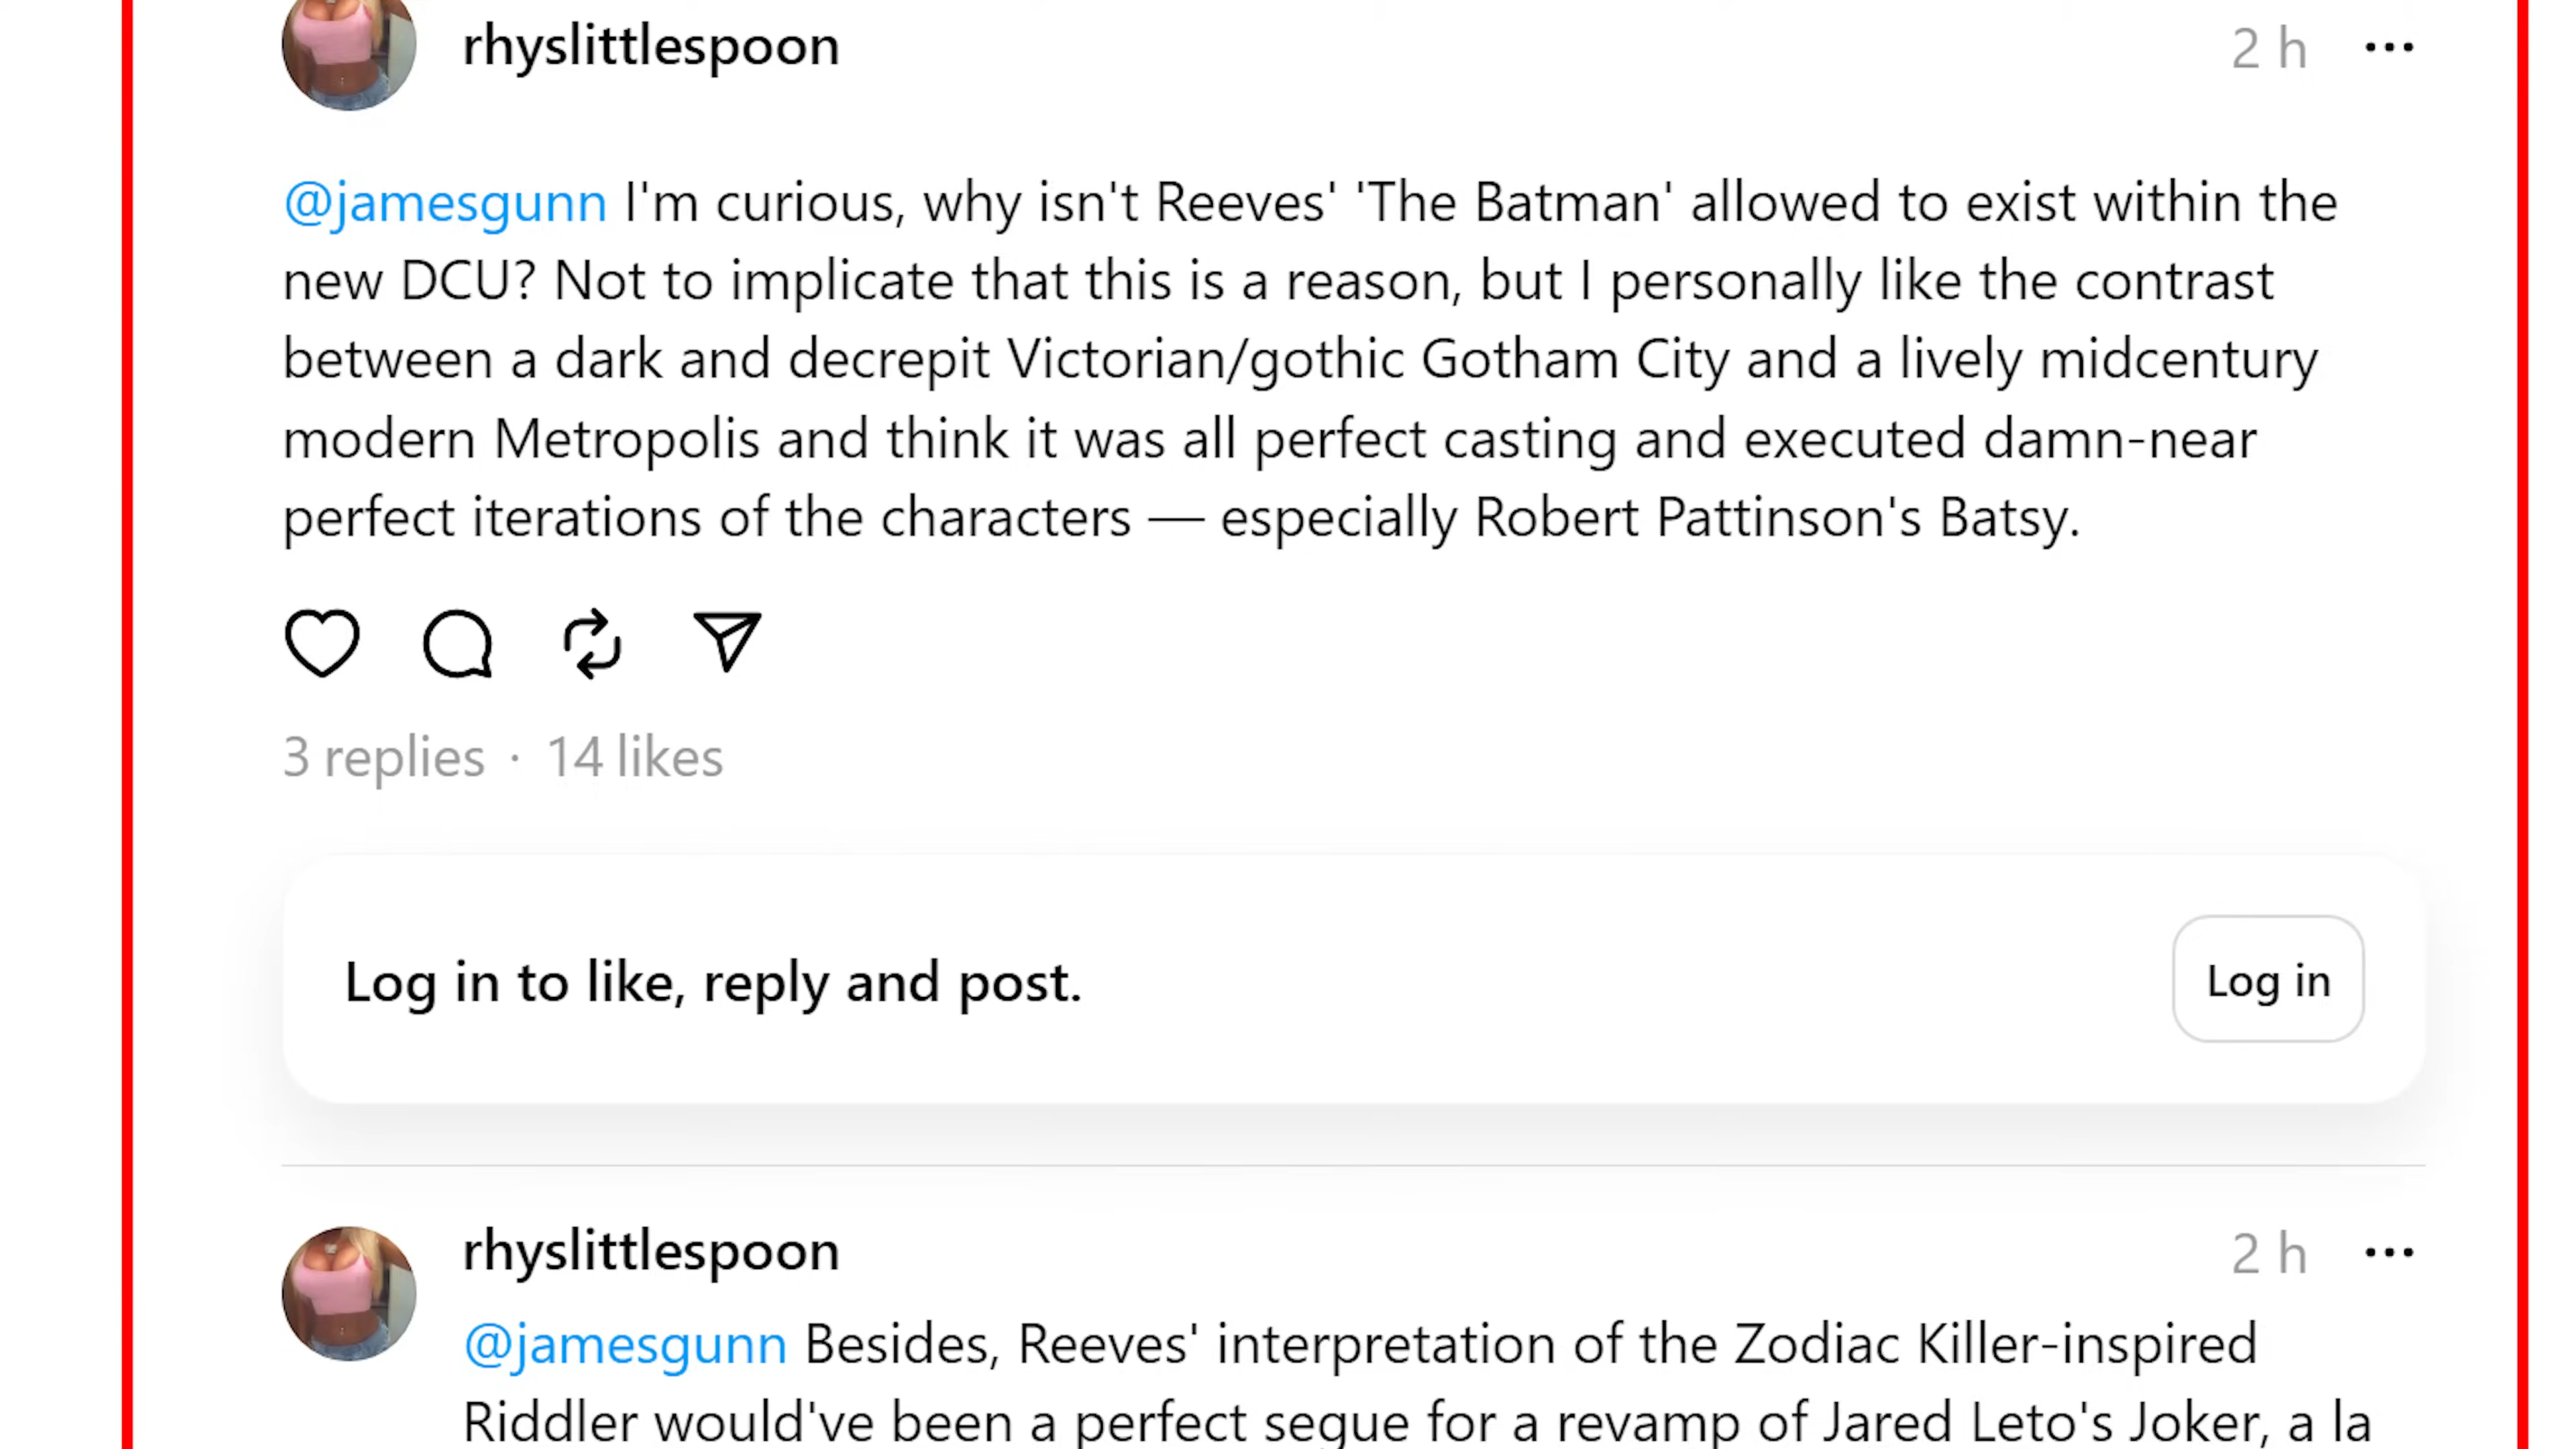 rhyslittlespoon 2 h
@jamesgunn I'm curious, why isn't Reeves' 'The Batman' allowed to exist within the
new DCU? Not to implicate that this is a reason, but I personally like the contrast
between a dark and decrepit Victorian/gothic Gotham City and a lively midcentury
modern Metropolis and think it was all perfect casting and executed damn-near
perfect iterations of the characters — especially Robert Pattinson's Batsy.
3 replies · 14 likes
Log in to like, reply and post. Log in
rhyslittlespoon 2 h
@jamesgunn Besides, Reeves' interpretation of the Zodiac Killer-inspired
Riddler would've been a perfect segue for a revamp of Jared Leto's Joker, a la